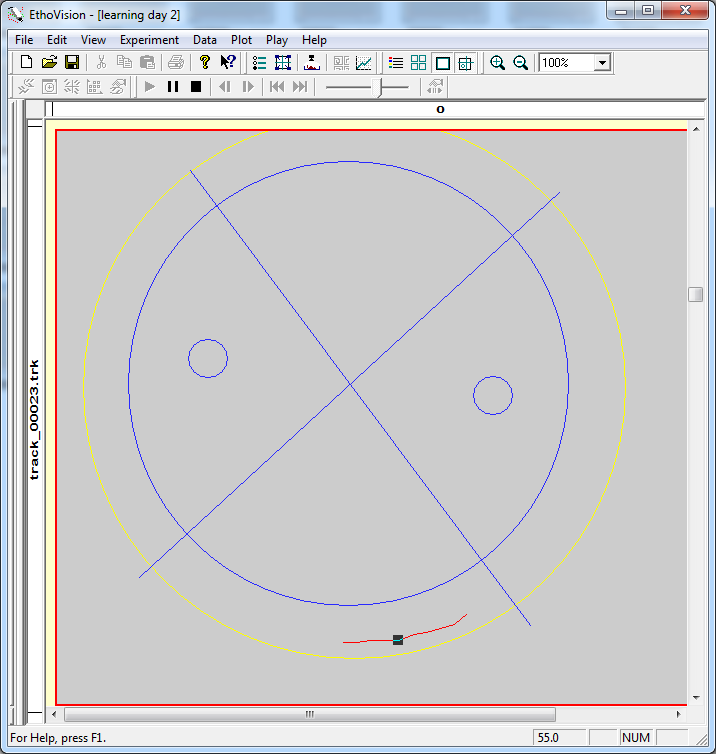 EthoVision - [learning day 2]
File Edit View Experiment Data Plot Play Help
100%
O
track_00023.trk
For Help, press F1.
55.0
NUM